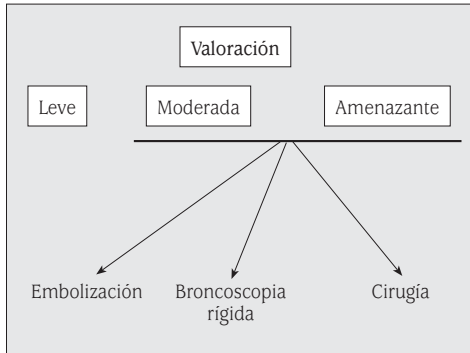 Valoración
Leve
Moderada
Amenazante
Embolización
Broncoscopia
rígida
Cirugía